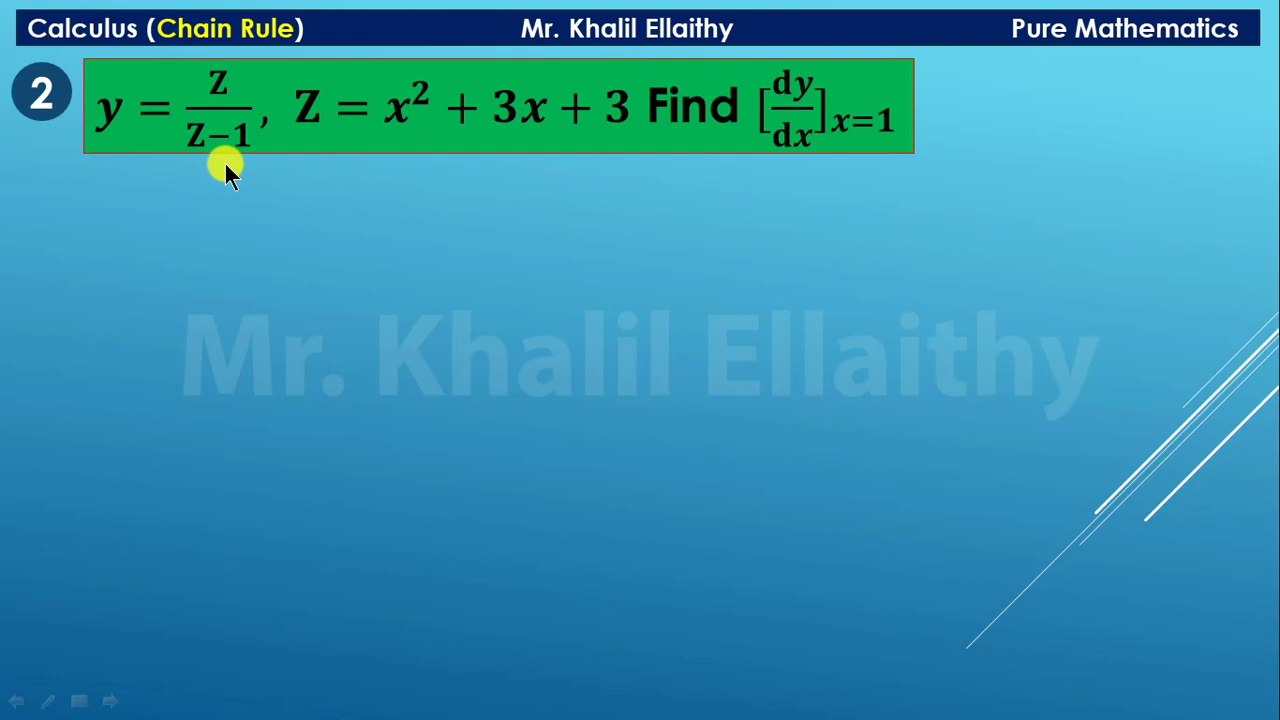 Calculus (Chain Rule) Mr. Khalil Ellaithy Pure Mathematics
2 y = Z/(Z−1), Z = x² + 3x + 3 Find [dy/dx]x=1
Mr. Khalil Ellaithy